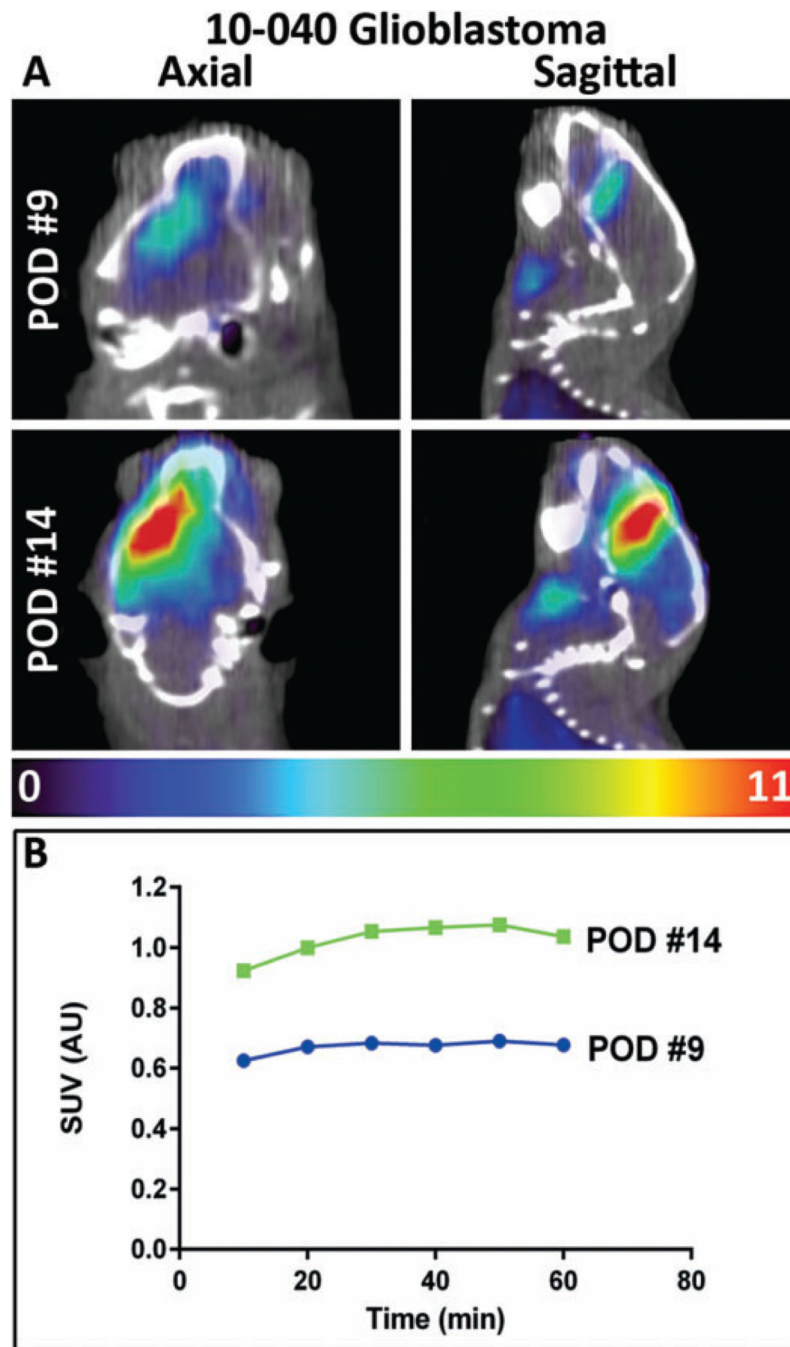 10-040 Glioblastoma
A Axial Sagittal
POD #9
POD #14
0 11
B
1.2
1.0
0.8
0.6
0.4
0.2
0.0
SUV (AU)
POD #14
POD #9
0 20 40 60 80
Time (min)